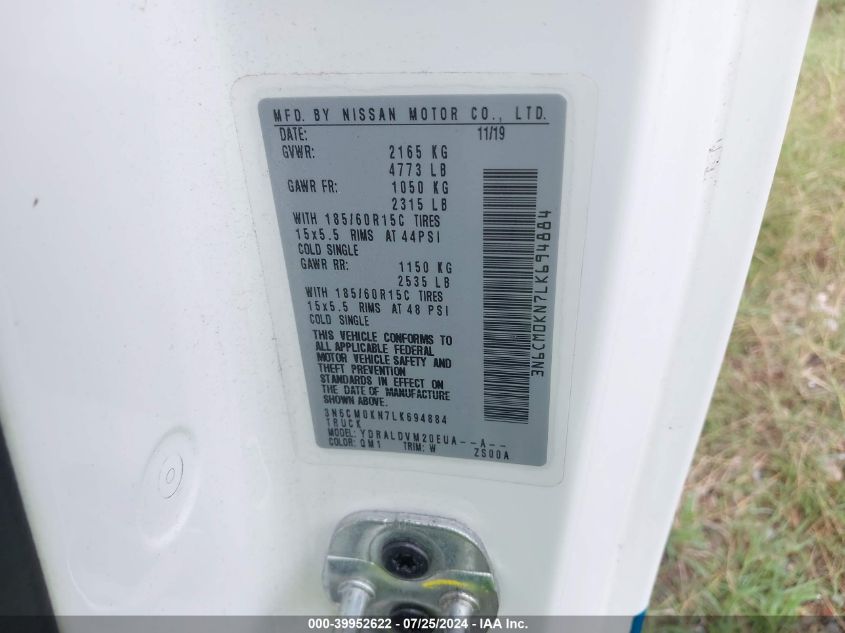 MFD. BY NISSAN MOTOR CO., LTD.
DATE: 11/19
GVWR: 2165 KG
4773 LB
GAWR FR: 1050 KG
2315 LB
WITH 185/60R15C TIRES
15x5.5 RIMS AT 44PSI
COLD SINGLE
GAWR RR: 1150 KG
2535 LB
WITH 185/60R15C TIRES
15x5.5 RIMS AT 48 PSI
COLD SINGLE
THIS VEHICLE CONFORMS TO
ALL APPLICABLE FEDERAL
MOTOR VEHICLE SAFETY AND
THEFT PREVENTION
STANDARDS IN EFFECT ON
THE DATE OF MANUFACTURE
SHOWN ABOVE.
3N6CM0KN7LK694884
TRUCK
MODEL: YDRALDVM20EUA--A--
COLOR: QM1 TRIM: W ZS00A
3N6CM0KN7LK694884
000-39952622 / 07/25/2024 - IAA Inc.